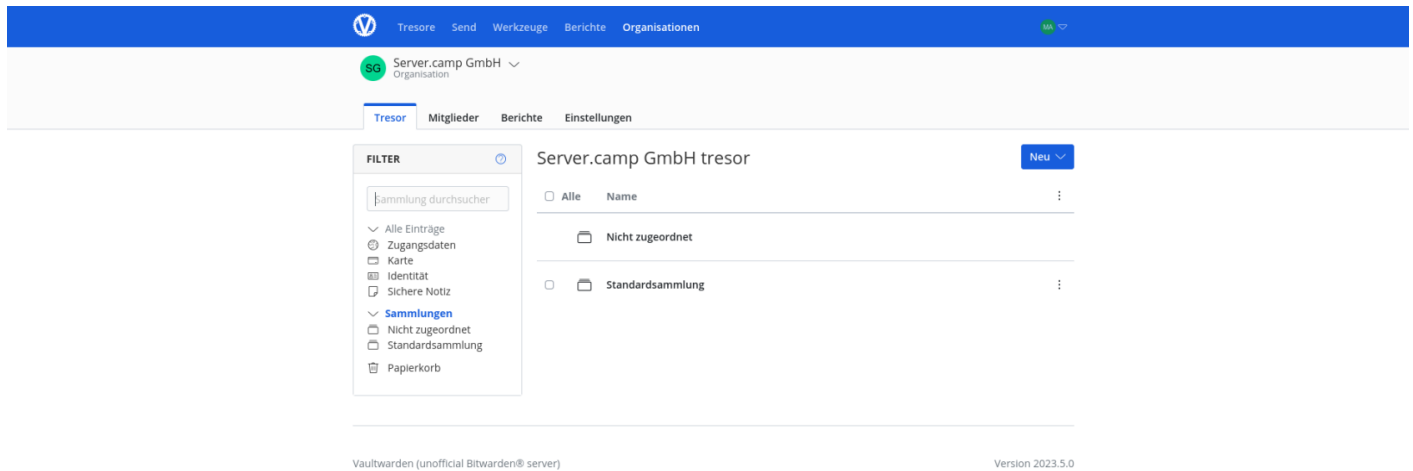 Tresore Send Werkzeuge Berichte Organisationen MA
SG Server.camp GmbH
Organisation
Tresor Mitglieder Berichte Einstellungen
FILTER
Sammlung durchsucher
Alle Einträge
Zugangsdaten
Karte
Identität
Sichere Notiz
Sammlungen
Nicht zugeordnet
Standardsammlung
Papierkorb
Server.camp GmbH tresor Neu
Alle Name
Nicht zugeordnet
Standardsammlung
Vaultwarden (unofficial Bitwarden® server) Version 2023.5.0